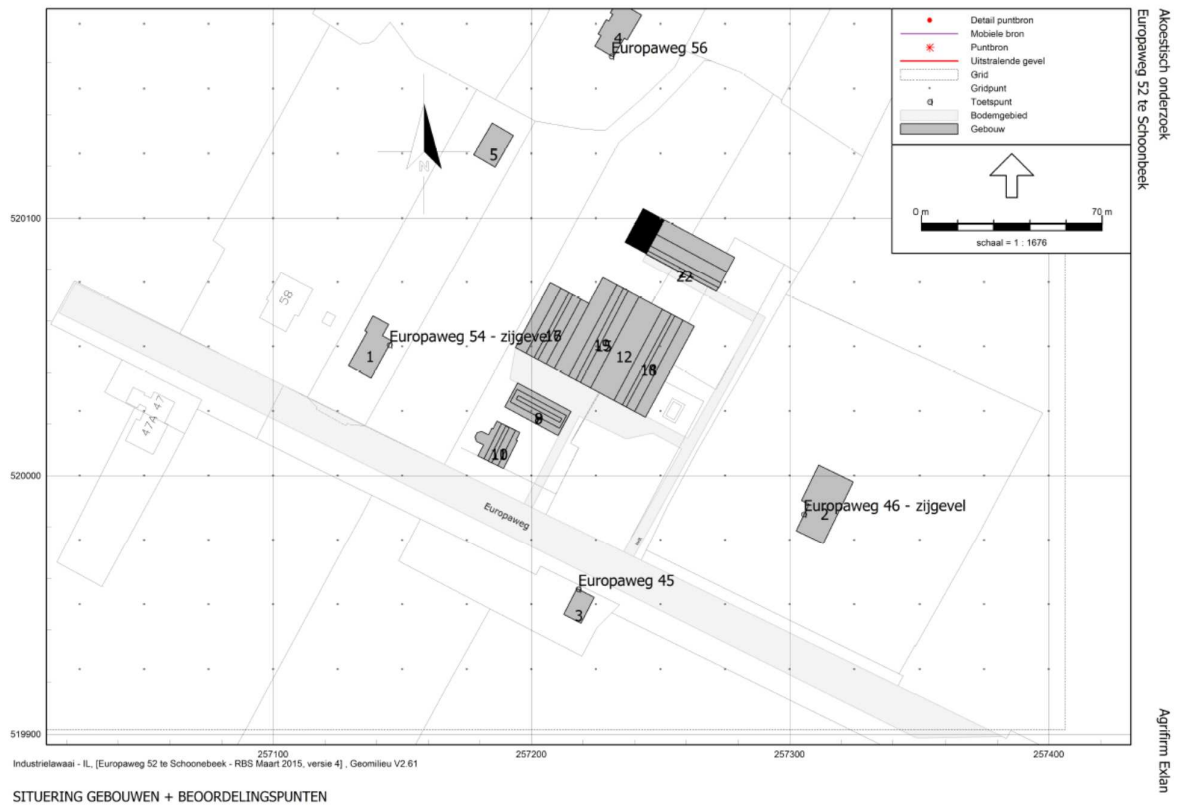 Akoestisch onderzoek
Europaweg 52 te Schoonbeek
Agrifirm Exlan
Detail puntbron
Mobiele bron
Puntbron
Uitstralende gevel
Grid
Gridpunt
Toetspunt
Bodemgebied
Gebouw
0 m
70 m
schaal = 1 : 1676
4
Europaweg 56
5
N
520100
22
58
Europaweg 54 - zijgevel
1
12
47
47A
520000
Europaweg
Europaweg 46 - zijgevel
2
Europaweg 45
3
519900
257100
257200
257300
257400
Industrielawaai - IL, [Europaweg 52 te Schoonebeek - RBS Maart 2015, versie 4] , Geomilieu V2.61
SITUERING GEBOUWEN + BEOORDELINGSPUNTEN